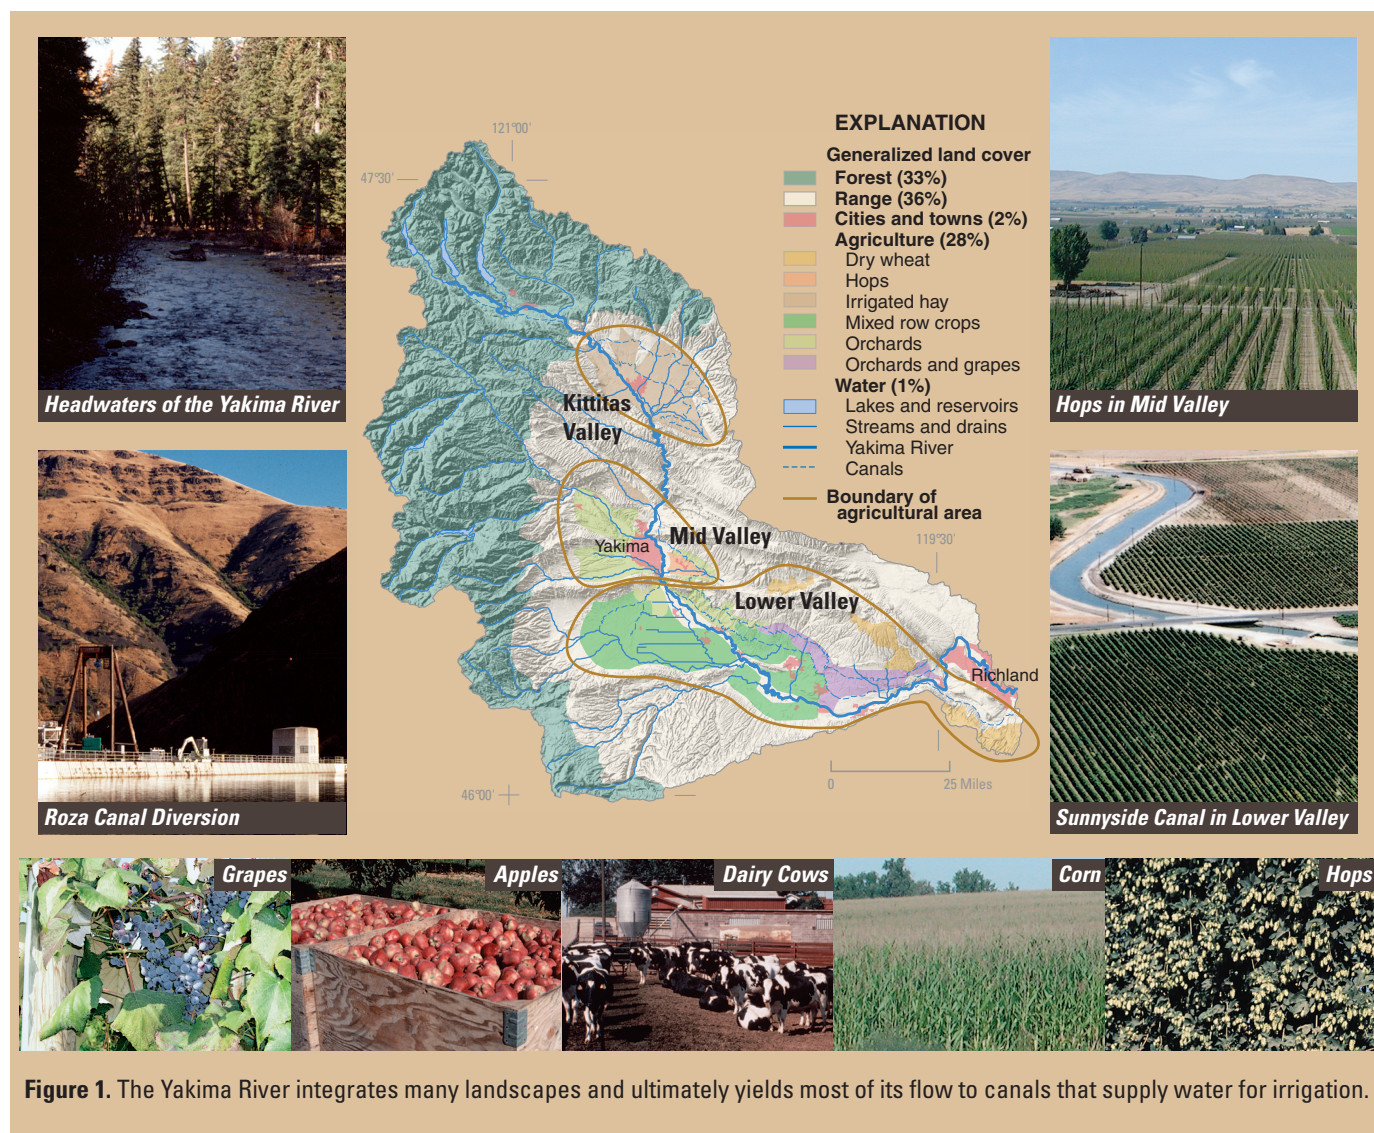 121°00'
47°30'
EXPLANATION
Generalized land cover
Forest (33%)
Range (36%)
Cities and towns (2%)
Agriculture (28%)
Dry wheat
Hops
Irrigated hay
Mixed row crops
Orchards
Orchards and grapes
Water (1%)
Lakes and reservoirs
Streams and drains
Yakima River
Canals
Boundary of
agricultural area
Headwaters of the Yakima River
Hops in Mid Valley
Kittitas
Valley
Mid Valley
Yakima
119°30'
Lower Valley
Richland
0
25 Miles
46°00'
Roza Canal Diversion
Sunnyside Canal in Lower Valley
Grapes
Apples
Dairy Cows
Corn
Hops
Figure 1. The Yakima River integrates many landscapes and ultimately yields most of its flow to canals that supply water for irrigation.